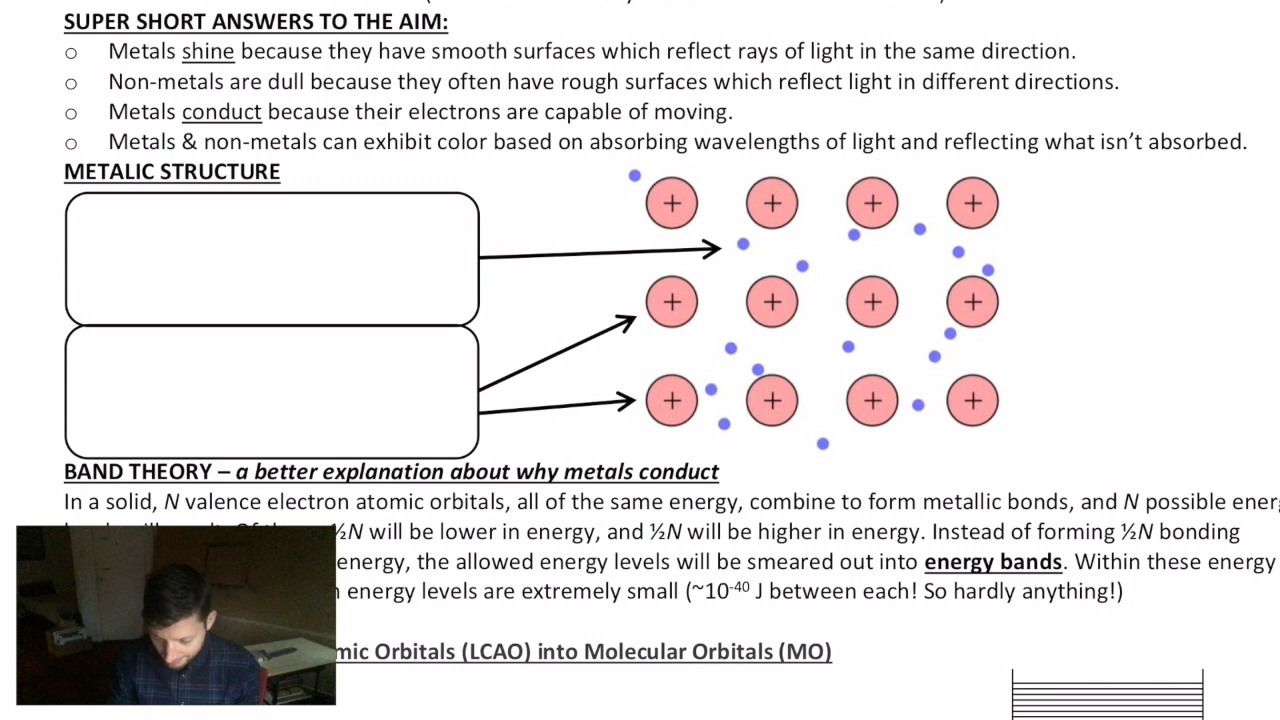 SUPER SHORT ANSWERS TO THE AIM:
o Metals shine because they have smooth surfaces which reflect rays of light in the same direction.
o Non-metals are dull because they often have rough surfaces which reflect light in different directions.
o Metals conduct because their electrons are capable of moving.
o Metals & non-metals can exhibit color based on absorbing wavelengths of light and reflecting what isn’t absorbed.
METALIC STRUCTURE
+ + + +
+ + + +
+ + + +
BAND THEORY – a better explanation about why metals conduct
In a solid, N valence electron atomic orbitals, all of the same energy, combine to form metallic bonds, and N possible
½N will be lower in energy, and ½N will be higher in energy. Instead of forming ½N bonding
energy, the allowed energy levels will be smeared out into energy bands. Within these energy
energy levels are extremely small (~10⁻⁴⁰ J between each! So hardly anything!)
Orbitals (LCAO) into Molecular Orbitals (MO)